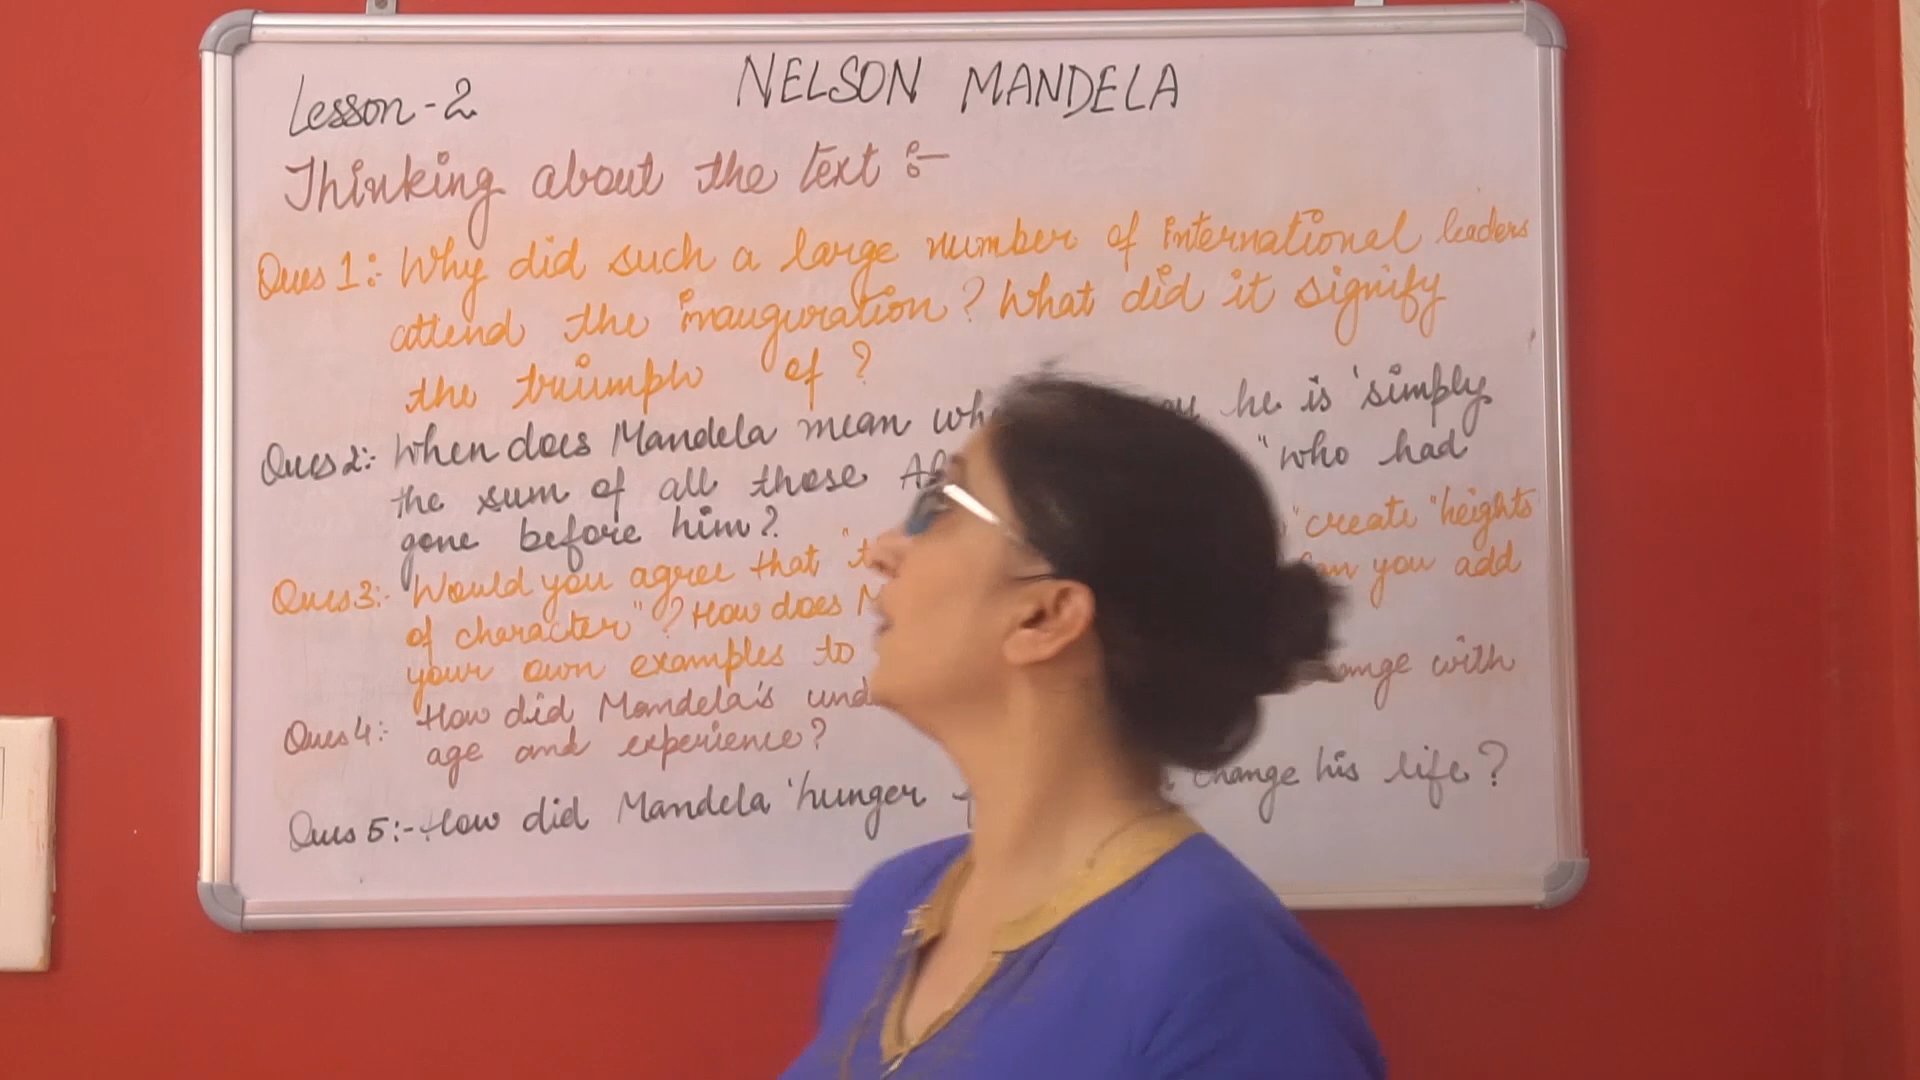 Lesson-2
NELSON MANDELA
Thinking about the text :-
Ques 1:- Why did such a large number of International leaders
attend the inauguration? What did it signify
the triumph of?
Ques 2:- When does Mandela mean he is 'simply
the sum of all those "who had
gone before him?
Ques 3:- Would you agree that "create "heights
of character"? How does you add
your own examples to
Ques 4:- How did Mandela's with
age and experience?
Ques 5:- How did Mandela 'hunger change his life?